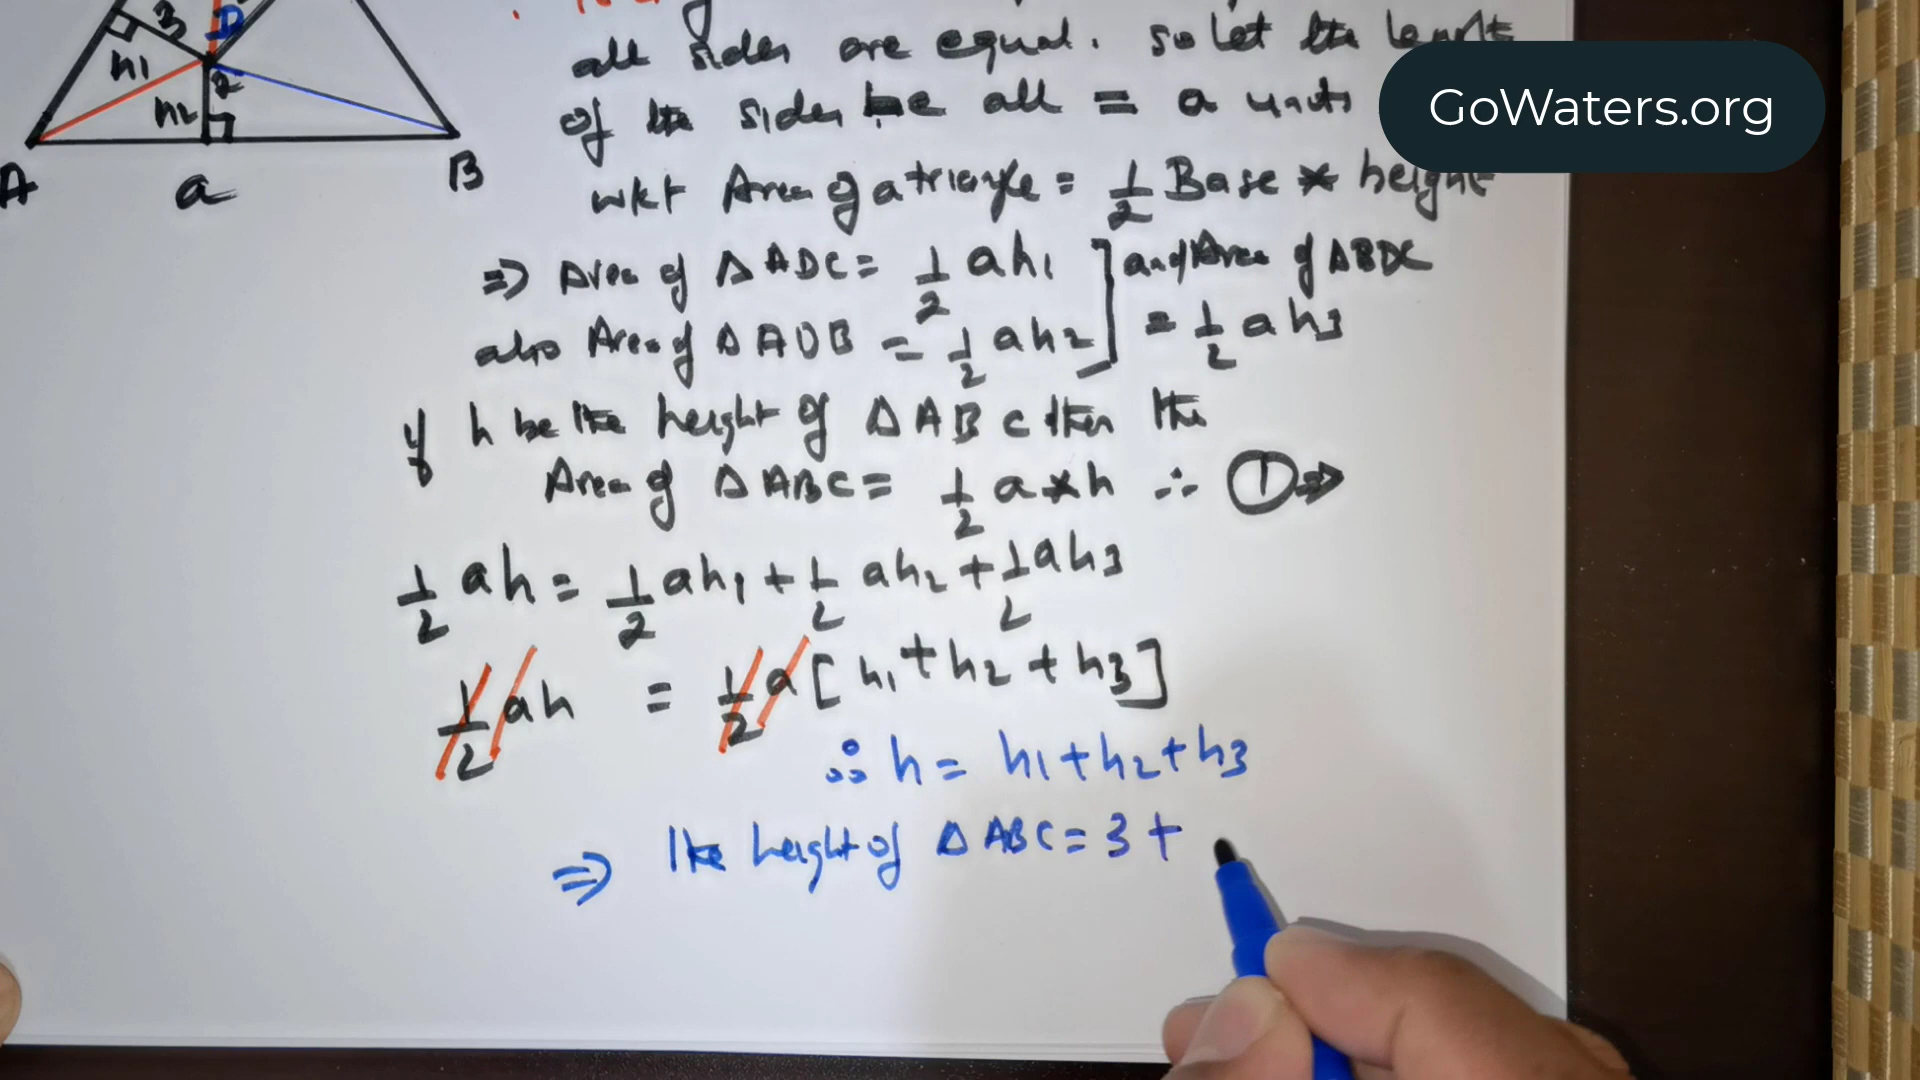 all sides are equal. so let the length
of the sides be all = a units
GoWaters.org
wkt Area of a triangle = 1/2 Base * height
=> Area of Δ ADC = 1/2 ah1 ] and Area of ΔBDC
also Area of Δ ADB = 1/2 ah2 ] = 1/2 ah3
if h be the height of Δ ABC then the
Area of Δ ABC = 1/2 a*h ∴ ① =>
1/2 ah = 1/2 ah1 + 1/2 ah2 + 1/2 ah3
1/2 ah = 1/2 a [h1 + h2 + h3]
∴ h = h1 + h2 + h3
=> the height of Δ ABC = 3 +
3
D
h1
2
h2
A
a
B